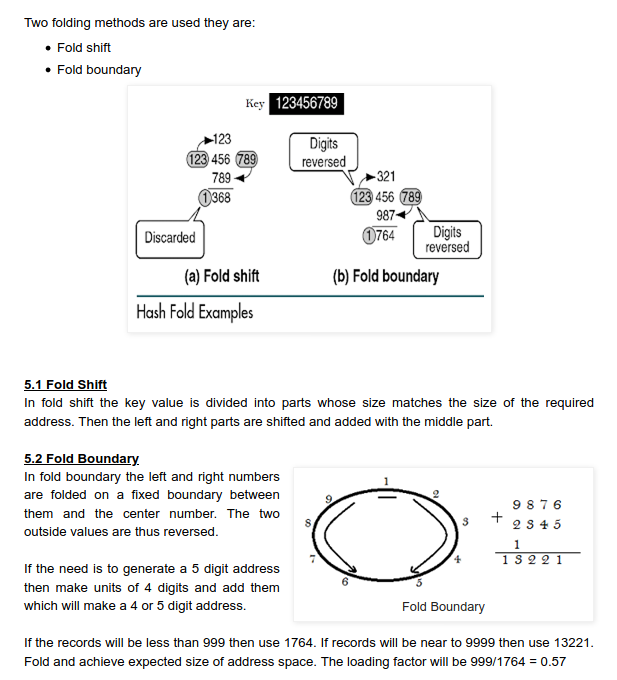 Two folding methods are used they are:
• Fold shift
• Fold boundary
Key 123456789
123
123 456 789
789
1368
Discarded
(a) Fold shift
Digits
reversed
321
123 456 789
987
1764
Digits
reversed
(b) Fold boundary
Hash Fold Examples
5.1 Fold Shift
In fold shift the key value is divided into parts whose size matches the size of the required
address. Then the left and right parts are shifted and added with the middle part.
5.2 Fold Boundary
In fold boundary the left and right numbers
are folded on a fixed boundary between
them and the center number. The two
outside values are thus reversed.
If the need is to generate a 5 digit address
then make units of 4 digits and add them
which will make a 4 or 5 digit address.
1
9
2
8
3
7
4
6
5
9 8 7 6
+
2 3 4 5
1
1 3 2 2 1
Fold Boundary
If the records will be less than 999 then use 1764. If records will be near to 9999 then use 13221.
Fold and achieve expected size of address space. The loading factor will be 999/1764 = 0.57